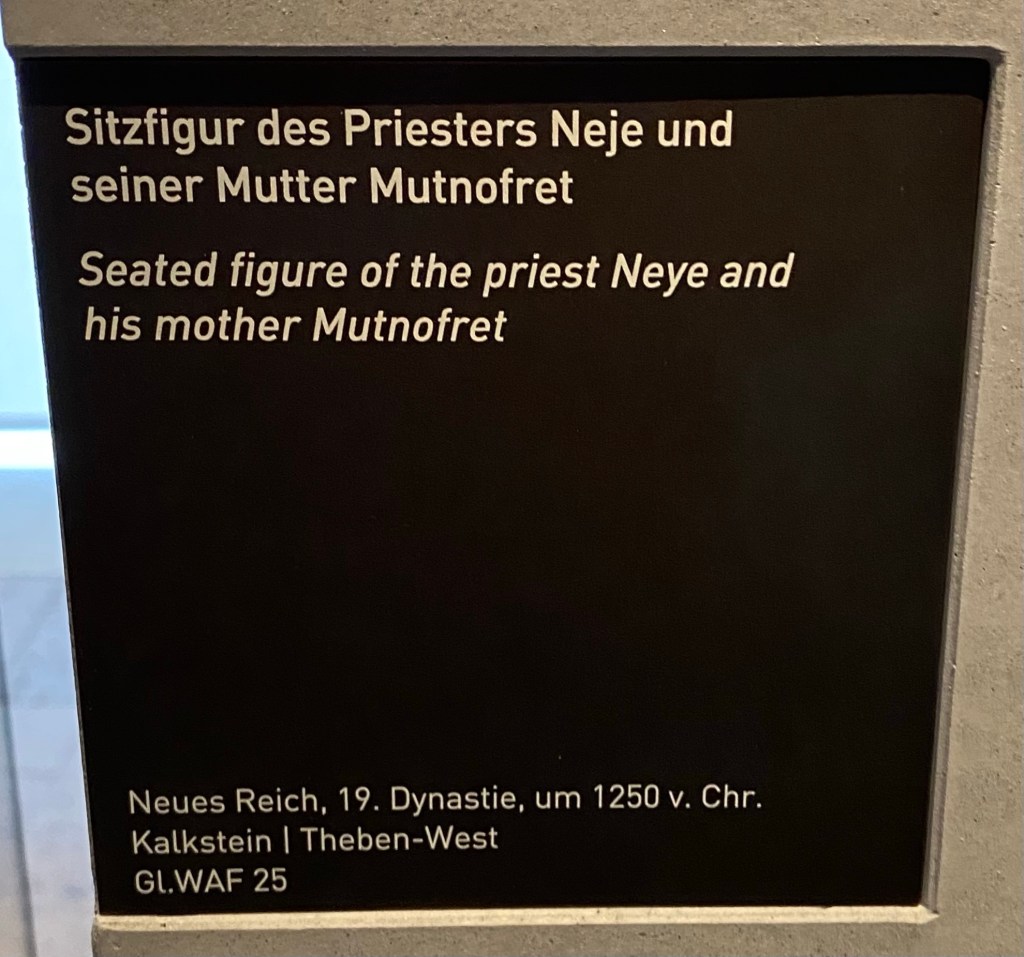 Sitzfigur des Priesters Neje und
seiner Mutter Mutnofret
Seated figure of the priest Neye and
his mother Mutnofret
Neues Reich, 19. Dynastie, um 1250 v. Chr.
Kalkstein | Theben-West
GL.WAF 25